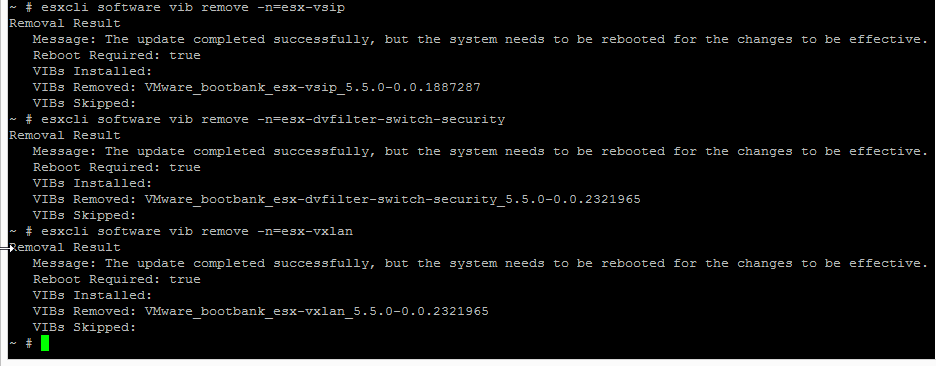 ~ # esxcli software vib remove -n=esx-vsip
Removal Result
Message: The update completed successfully, but the system needs to be rebooted for the changes to be effective.
Reboot Required: true
VIBs Installed:
VIBs Removed: VMware_bootbank_esx-vsip_5.5.0-0.0.1887287
VIBs Skipped:
~ # esxcli software vib remove -n=esx-dvfilter-switch-security
Removal Result
Message: The update completed successfully, but the system needs to be rebooted for the changes to be effective.
Reboot Required: true
VIBs Installed:
VIBs Removed: VMware_bootbank_esx-dvfilter-switch-security_5.5.0-0.0.2321965
VIBs Skipped:
~ # esxcli software vib remove -n=esx-vxlan
Removal Result
Message: The update completed successfully, but the system needs to be rebooted for the changes to be effective.
Reboot Required: true
VIBs Installed:
VIBs Removed: VMware_bootbank_esx-vxlan_5.5.0-0.0.2321965
VIBs Skipped:
~ #